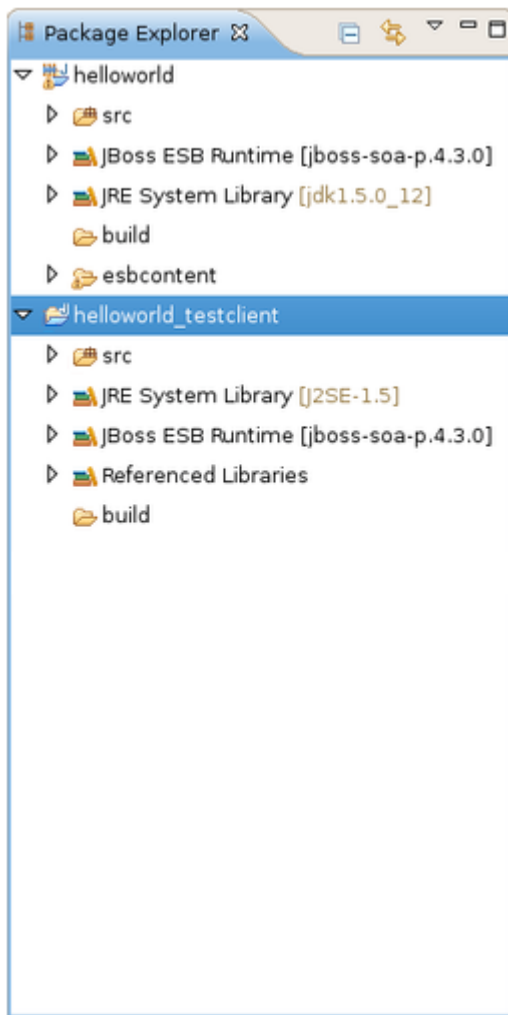 Package Explorer
helloworld
src
JBoss ESB Runtime [jboss-soa-p.4.3.0]
JRE System Library [jdk1.5.0_12]
build
esbcontent
helloworld_testclient
src
JRE System Library [J2SE-1.5]
JBoss ESB Runtime [jboss-soa-p.4.3.0]
Referenced Libraries
build